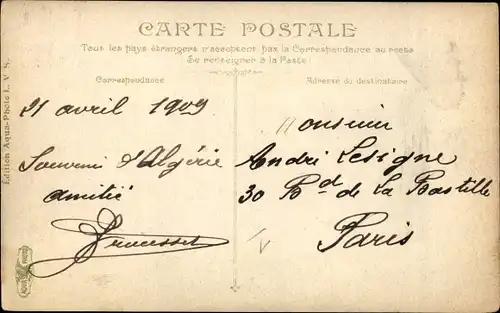 CARTE POSTALE
Tous les pays étrangers n'acceptent pas la Correspondance au recto
Se renseigner à la Poste
Correspondance
Adresse du destinataire
21 avril 1909
Souvenir d'Algérie
amitié
Monsieur
André Lesigne
30 Bd de La Bastille
Paris
Édition Aqua-Photo L. V. S.